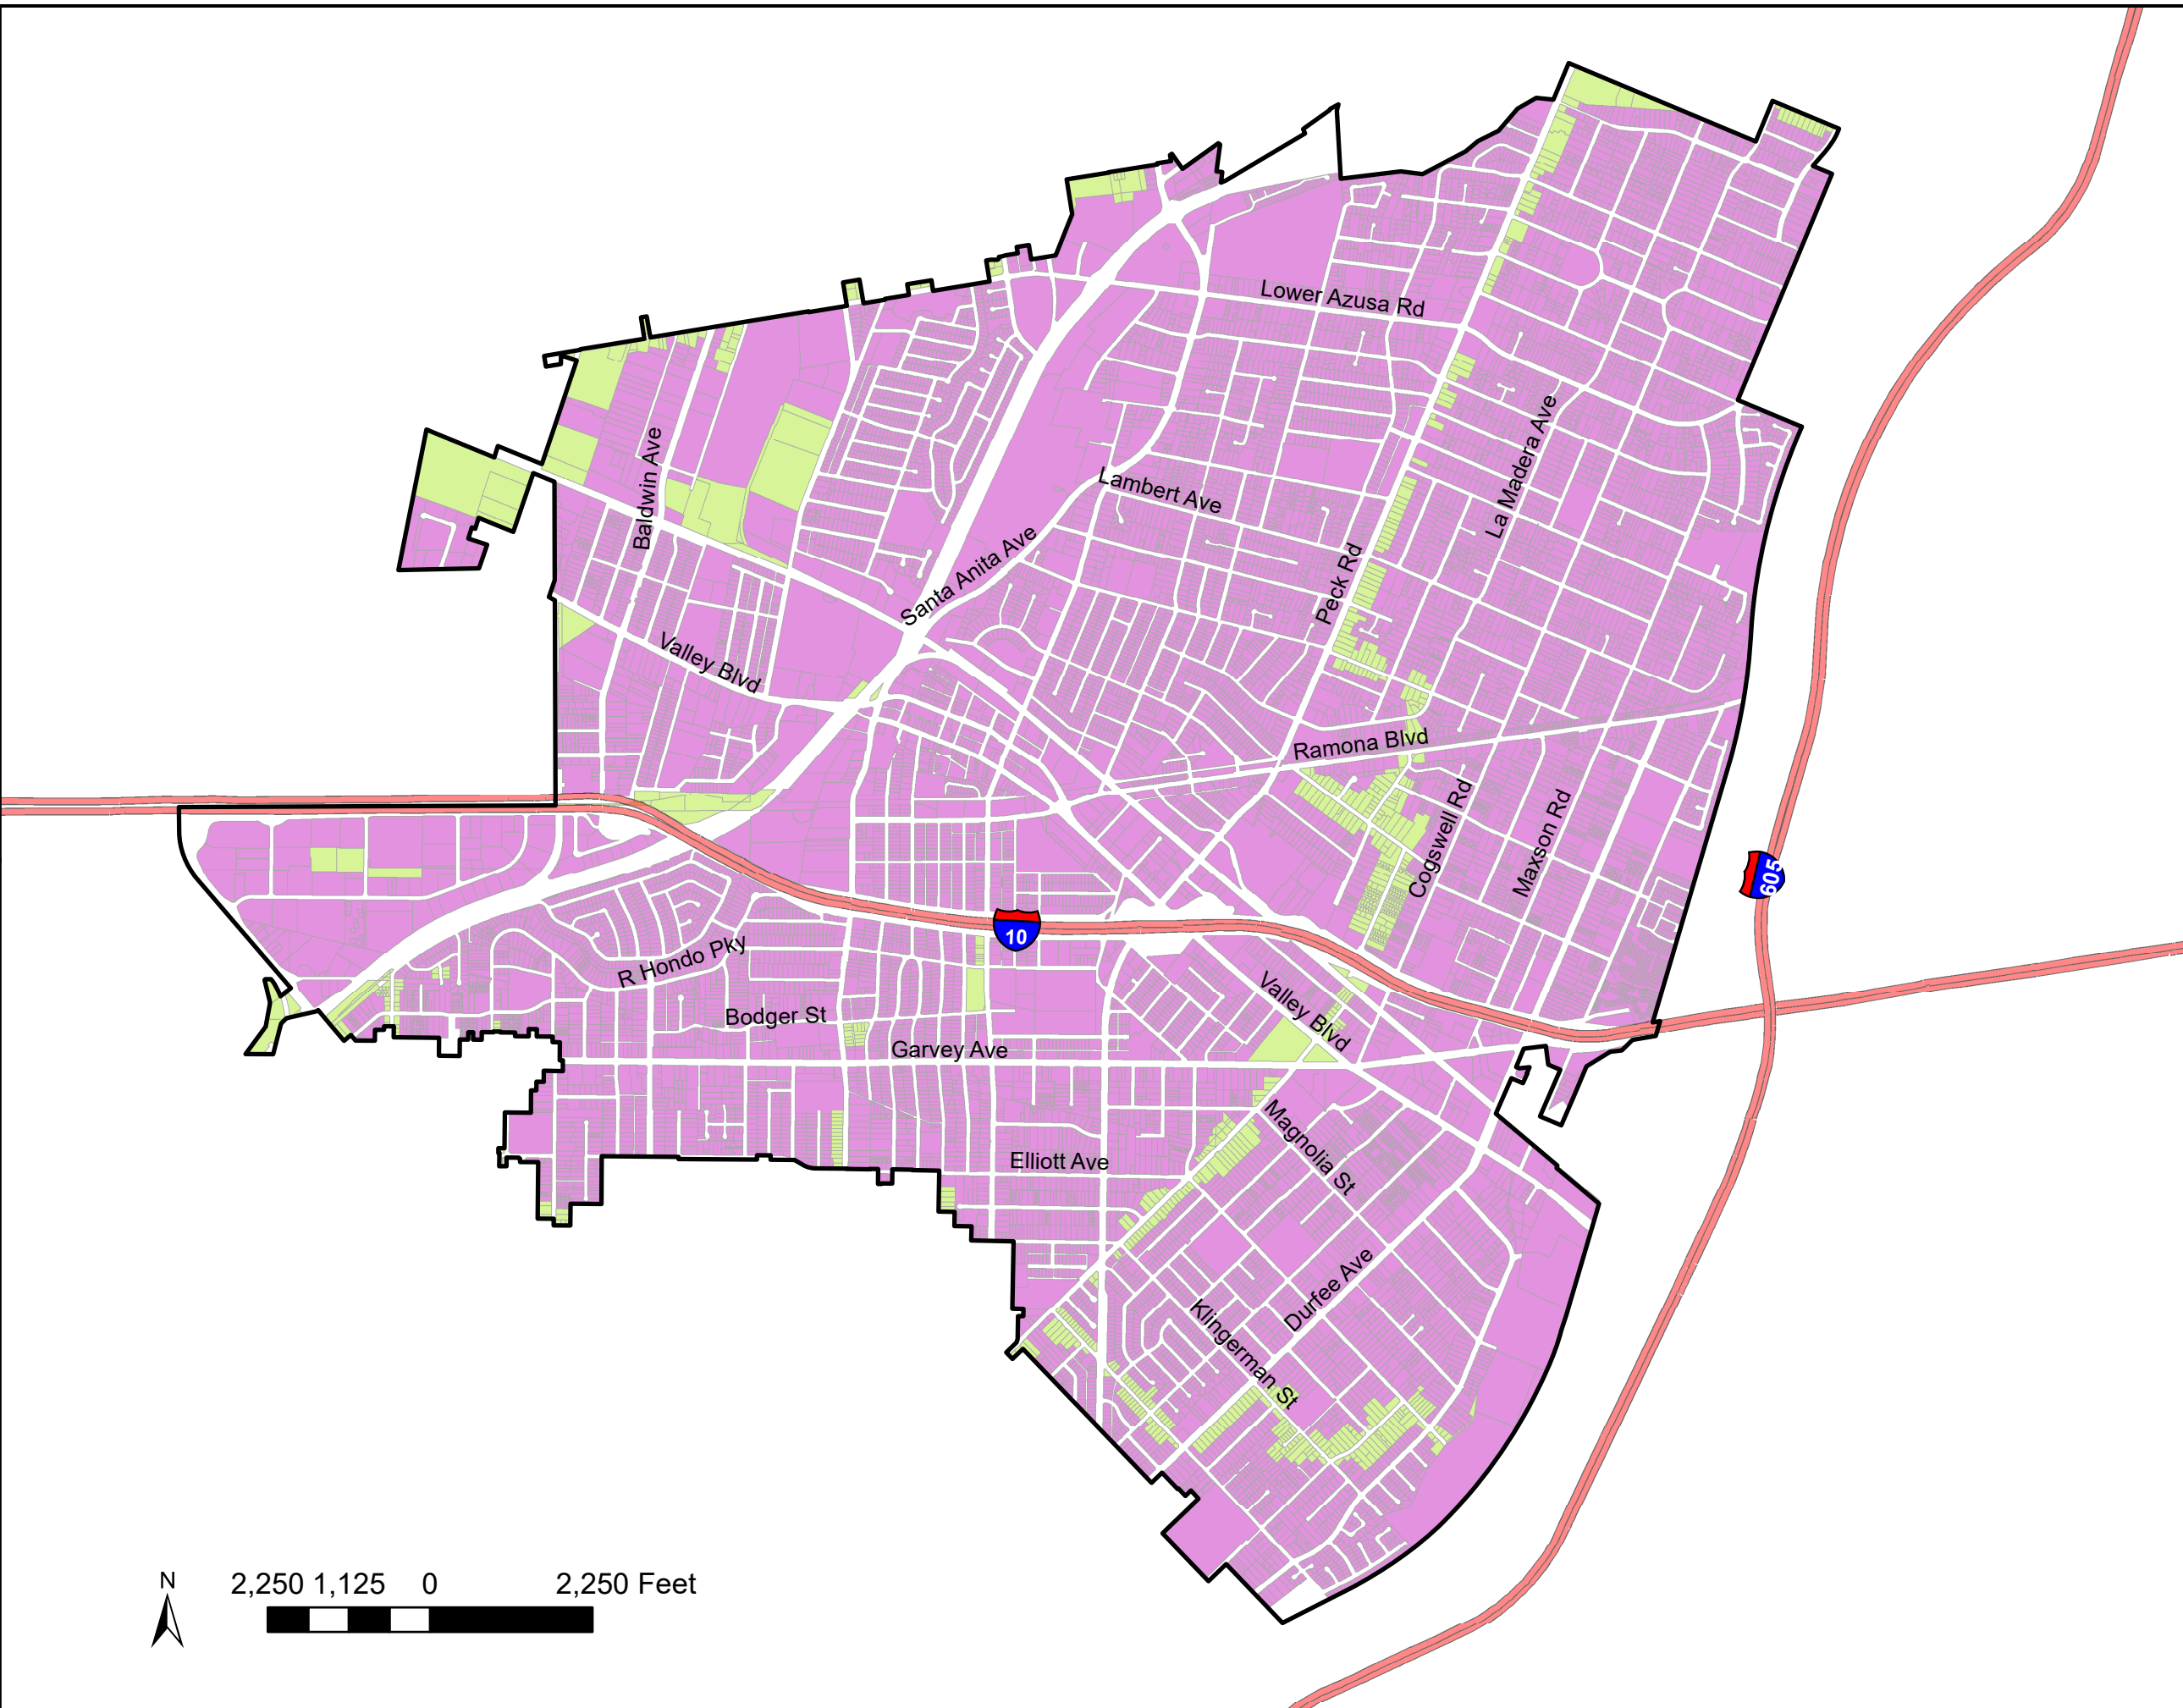 Lower Azusa Rd
La Madera Ave
Baldwin Ave
Lambert Ave
Santa Anita Ave
Peck Rd
Valley Blvd
Ramona Blvd
Cogswell Rd
Maxson Rd
605
10
R Hondo Pky
Valley Blvd
Bodger St
Garvey Ave
Magnolia St
Elliott Ave
Durfee Ave
Klingerman St
N
2,250 1,125 0 2,250 Feet